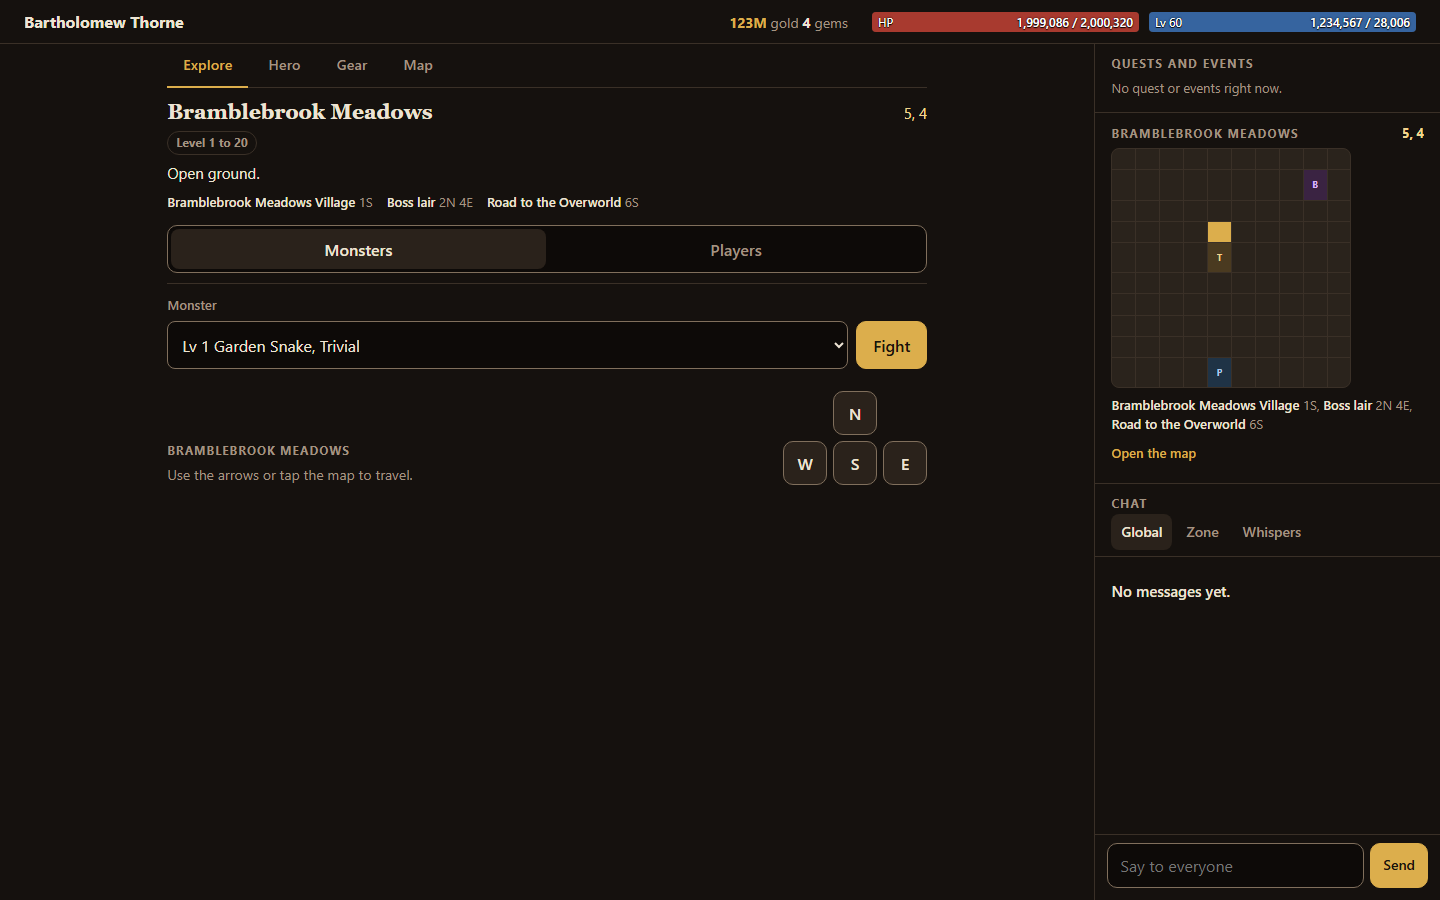 Bartholomew Thorne
123M gold 4 gems
HP 1,999,086 / 2,000,320
Lv 60 1,234,567 / 28,006
Explore Hero Gear Map
Bramblebrook Meadows 5, 4
Level 1 to 20
Open ground.
Bramblebrook Meadows Village 1S Boss lair 2N 4E Road to the Overworld 6S
Monsters Players
Monster
Lv 1 Garden Snake, Trivial Fight
N
W S E
BRAMBLEBROOK MEADOWS
Use the arrows or tap the map to travel.
QUESTS AND EVENTS
No quest or events right now.
BRAMBLEBROOK MEADOWS 5, 4
B
T
P
Bramblebrook Meadows Village 1S, Boss lair 2N 4E,
Road to the Overworld 6S
Open the map
CHAT
Global Zone Whispers
No messages yet.
Say to everyone Send